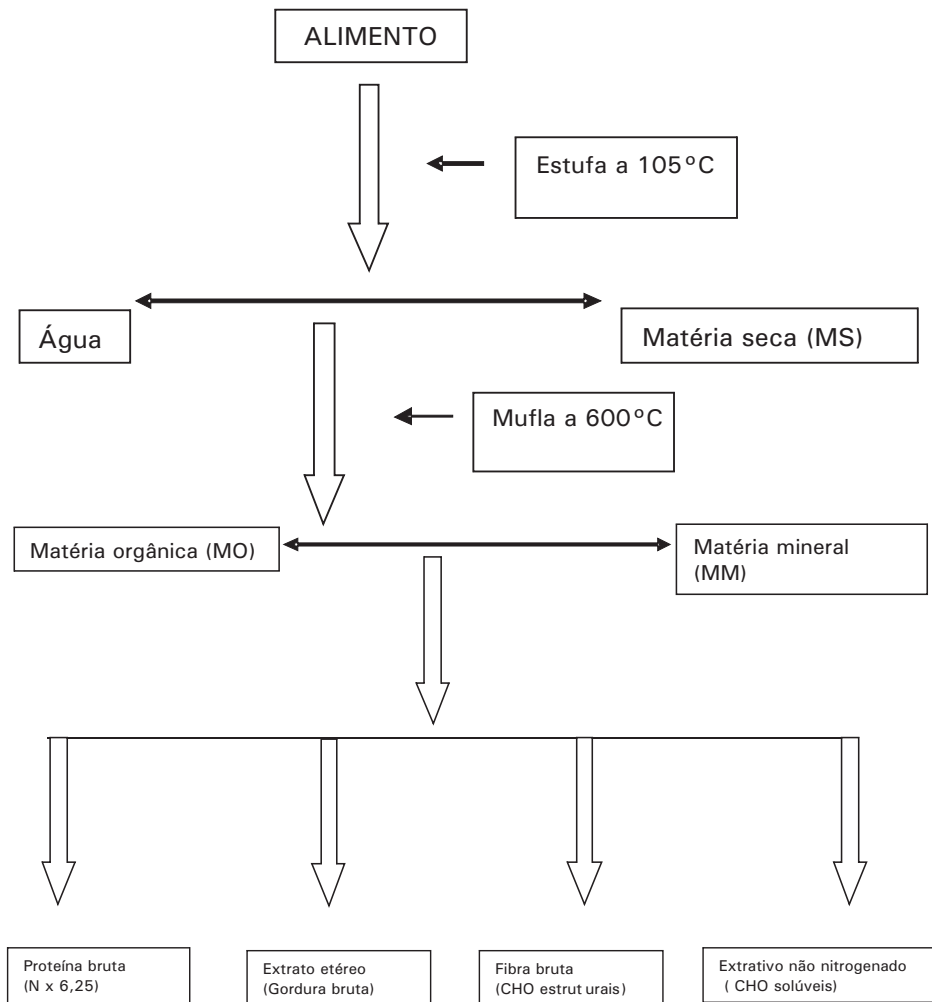 ALIMENTO
Estufa a 105ºC
Água
Matéria seca (MS)
Mufla a 600ºC
Matéria orgânica (MO)
Matéria mineral
(MM)
Proteína bruta
(N x 6,25)
Extrato etéreo
(Gordura bruta)
Fibra bruta
(CHO estrut urais)
Extrativo não nitrogenado
( CHO solúveis)